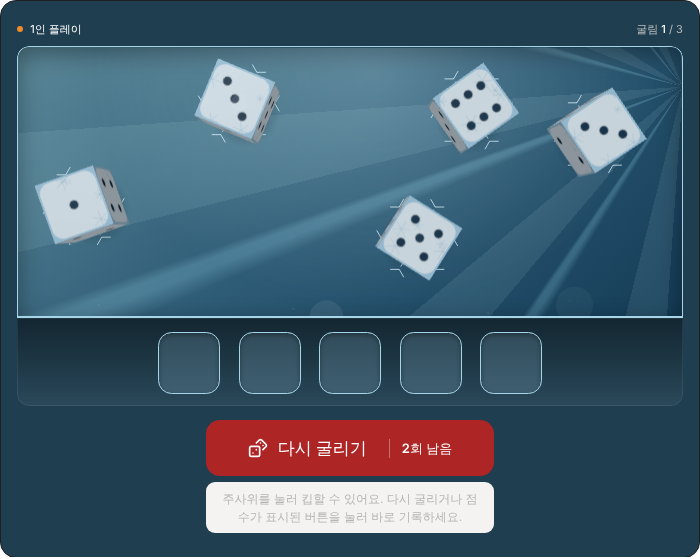 1인 플레이
굴림 1 / 3
다시 굴리기
2회 남음
주사위를 눌러 킵할 수 있어요. 다시 굴리거나 점
수가 표시된 버튼을 눌러 바로 기록하세요.